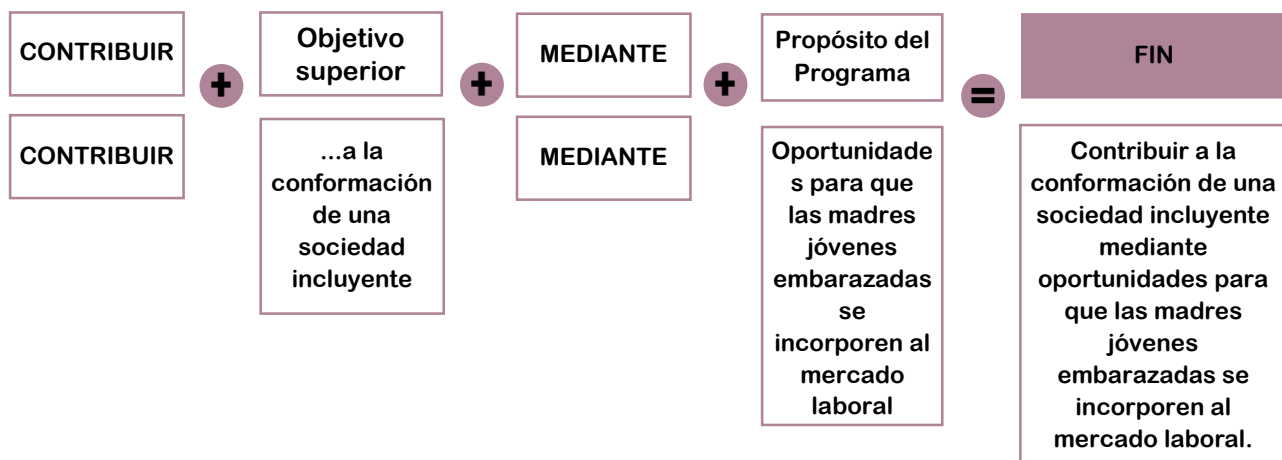 CONTRIBUIR
+
Objetivo
superior
+
MEDIANTE
+
Propósito del
Programa
=
FIN
CONTRIBUIR
...a la
conformación
de una
sociedad
incluyente
MEDIANTE
Oportunidade
s para que
las madres
jóvenes
embarazadas
se
incorporen al
mercado
laboral
Contribuir a la
conformación de una
sociedad incluyente
mediante
oportunidades para
que las madres
jóvenes
embarazadas se
incorporen al
mercado laboral.